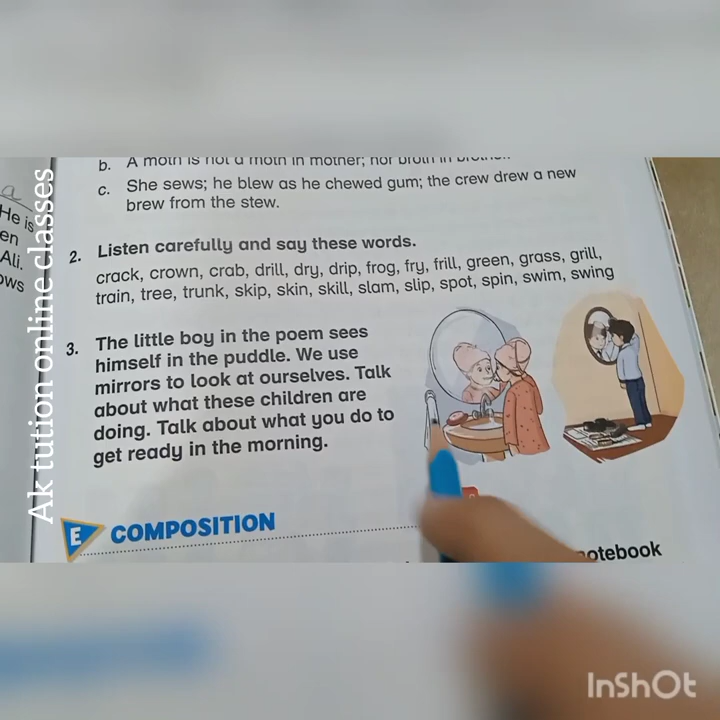 a
He is
en
Ali.
ows
b. A moth is not a moth in mother; nor broth in
c. She sews; he blew as he chewed gum; the crew drew a new
brew from the stew.
2. Listen carefully and say these words.
crack, crown, crab, drill, dry, drip, frog, fry, frill, green, grass, grill,
train, tree, trunk, skip, skin, skill, slam, slip, spot, spin, swim, swing
3. The little boy in the poem sees
himself in the puddle. We use
mirrors to look at ourselves. Talk
about what these children are
doing. Talk about what you do to
get ready in the morning.
E COMPOSITION
notebook
Ak tution online classes
InShOt